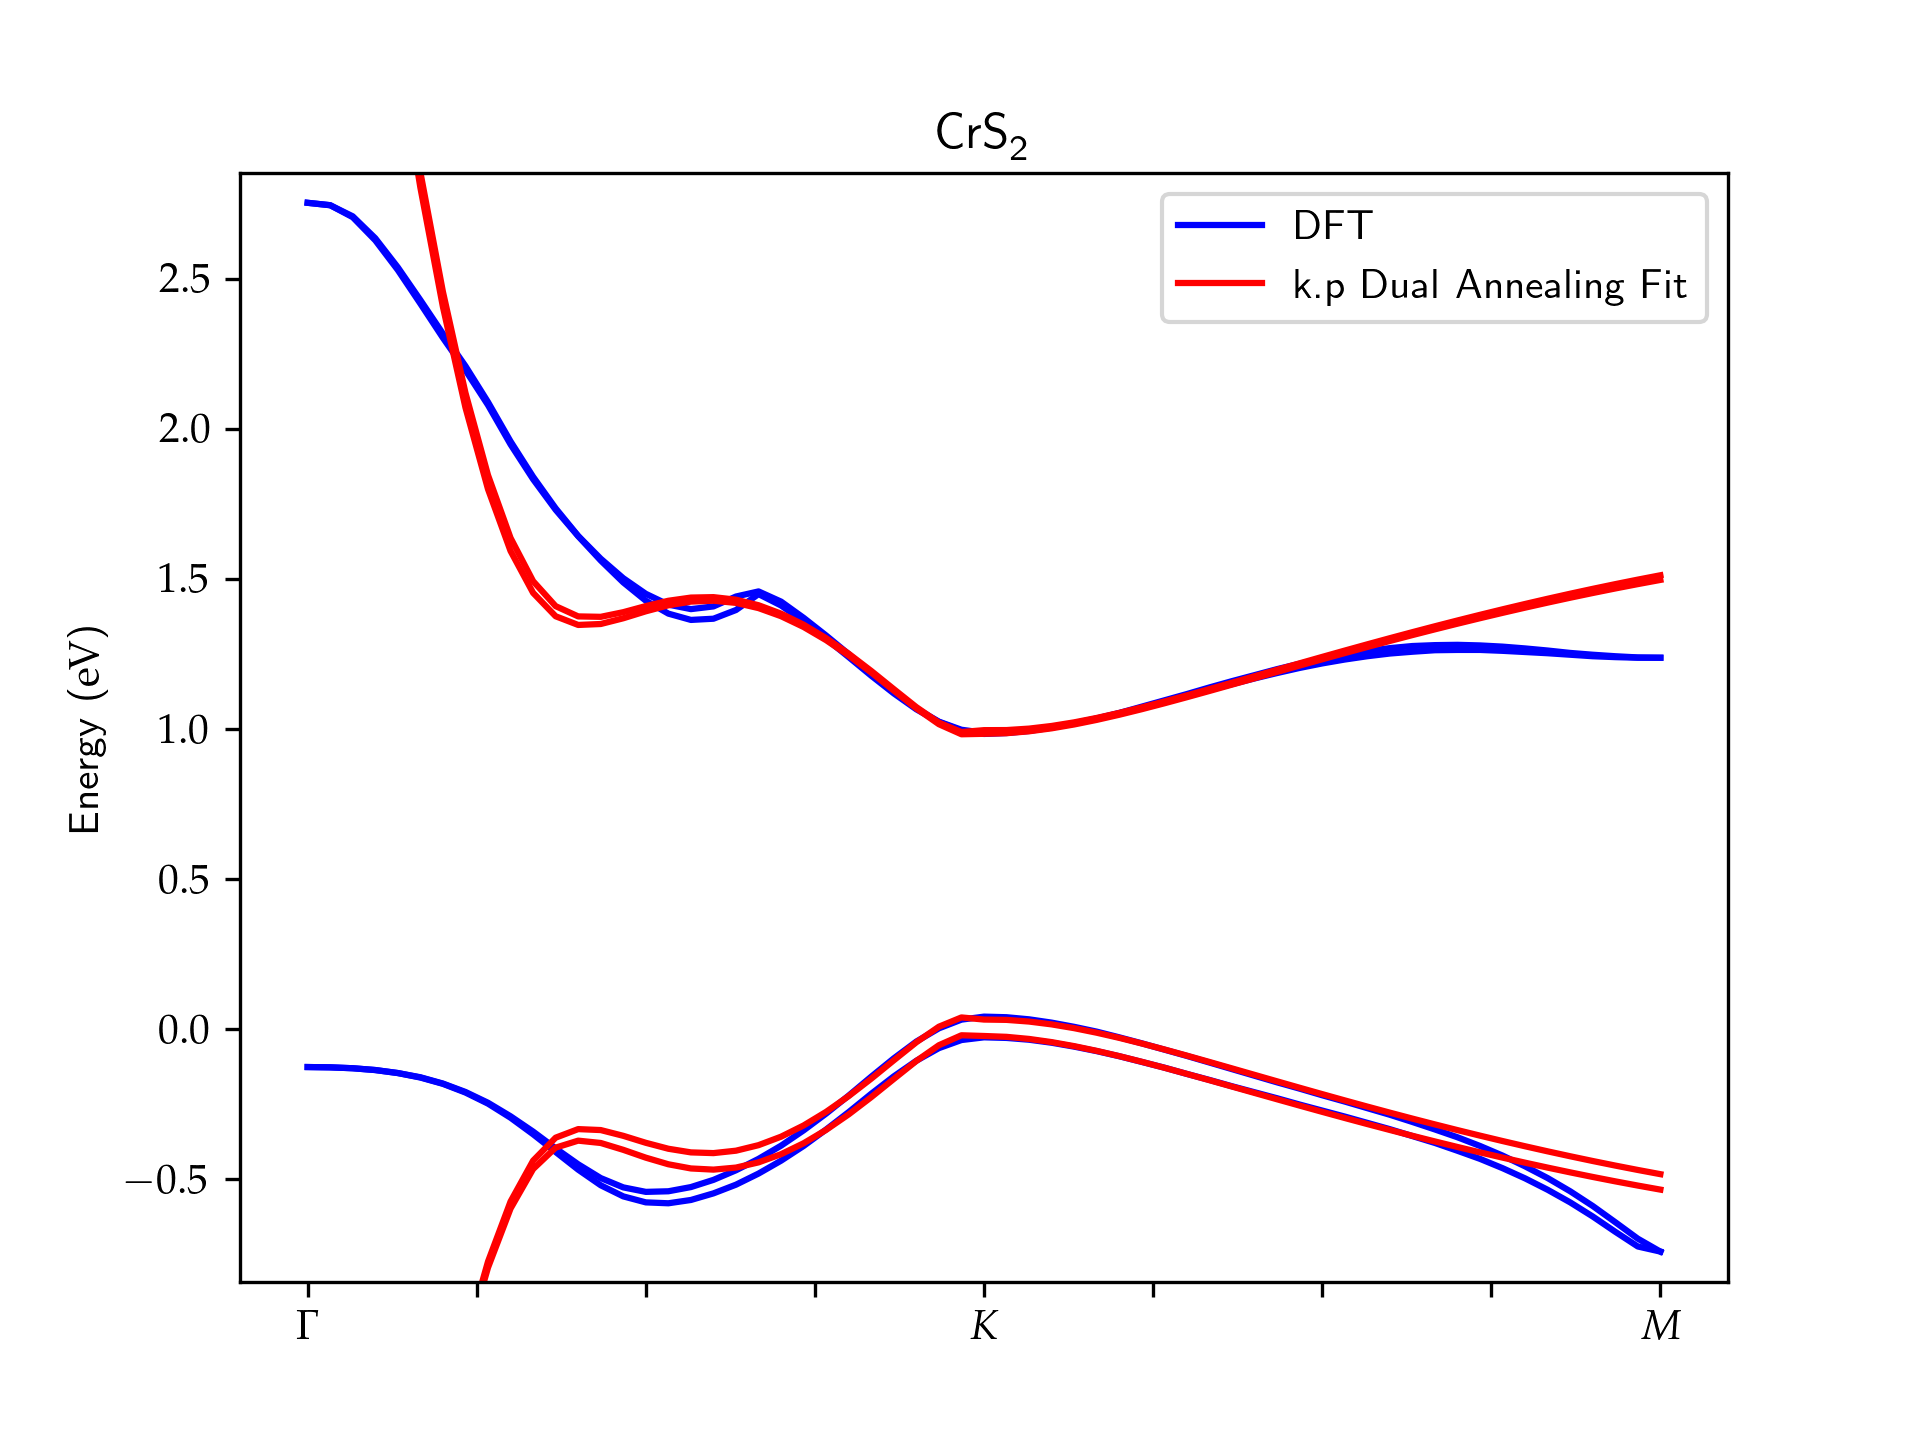 CrS₂
DFT
k.p Dual Annealing Fit
Energy (eV)
2.5
2.0
1.5
1.0
0.5
0.0
−0.5
Γ
K
M